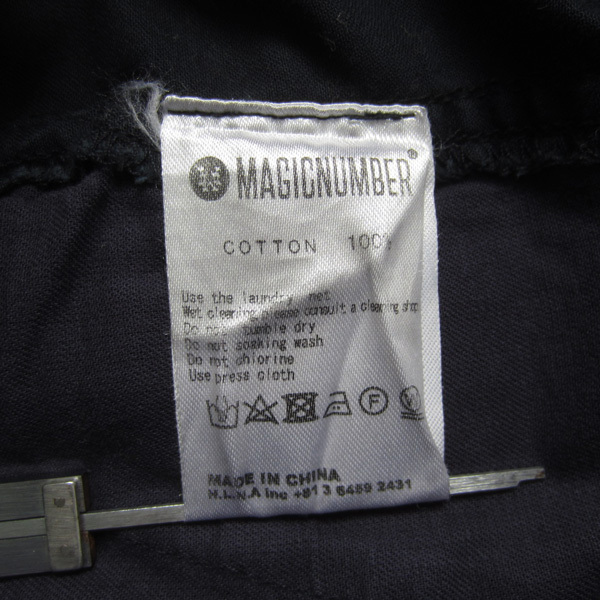 MAGICNUMBER®
COTTON 100%
Use the laundry net
Wet cleaning please consult a cleaning shop
Do not tumble dry
Do not soaking wash
Do not chlorine
Use press cloth
F
MADE IN CHINA
H.L.N.A Inc +81 3 6459 2431